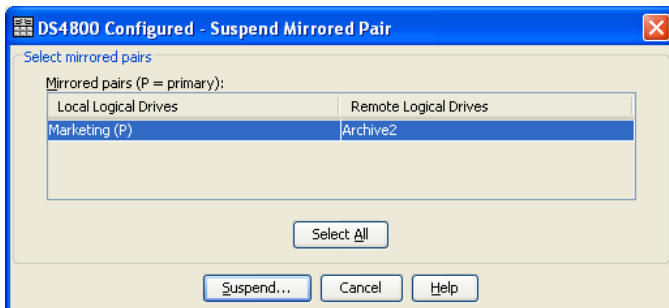 DS4800 Configured - Suspend Mirrored Pair
Select mirrored pairs
Mirrored pairs (P = primary):
Local Logical Drives Remote Logical Drives
Marketing (P) Archive2
Select All
Suspend... Cancel Help